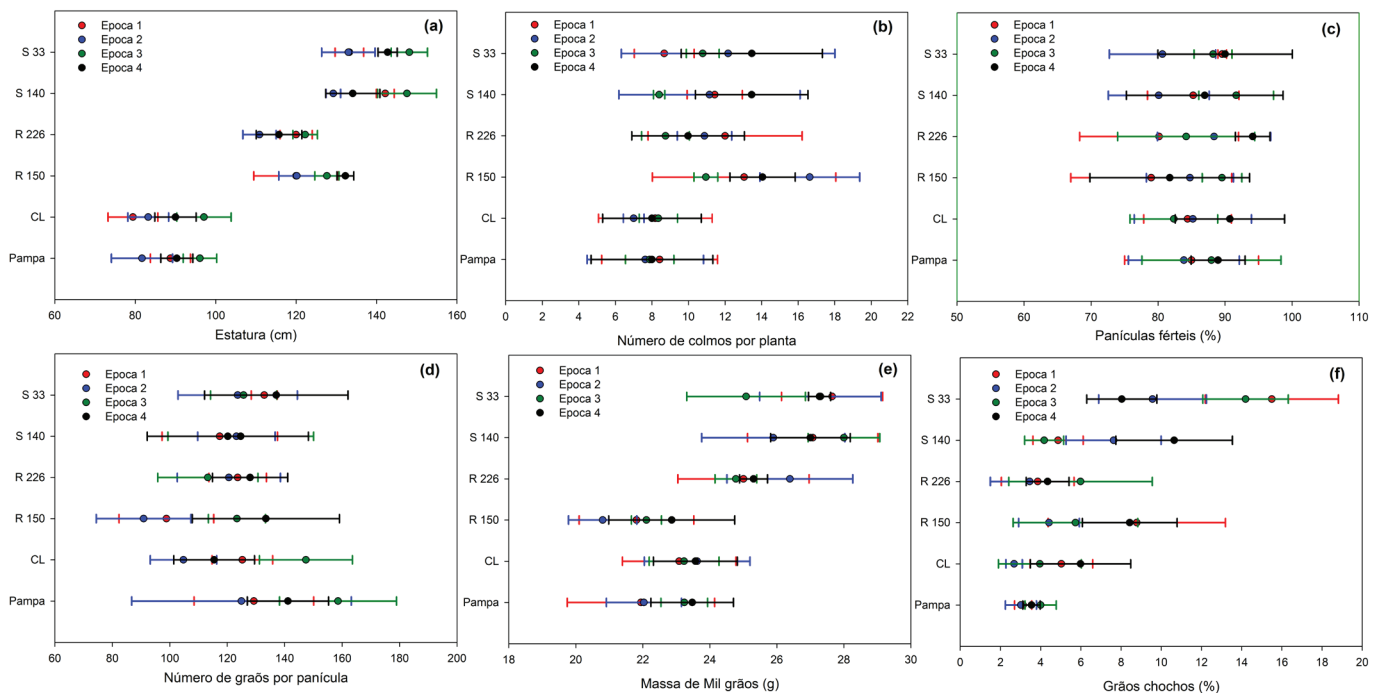 (a)
Epoca 1
Epoca 2
Epoca 3
Epoca 4
S 33
S 140
R 226
R 150
CL
Pampa
60 80 100 120 140 160
Estatura (cm)
(b)
Epoca 1
Epoca 2
Epoca 3
Epoca 4
S 33
S 140
R 226
R 150
CL
Pampa
0 2 4 6 8 10 12 14 16 18 20 22
Número de colmos por planta
(c)
Epoca 1
Epoca 2
Epoca 3
Epoca 4
S 33
S 140
R 226
R 150
CL
Pampa
50 60 70 80 90 100 110
Panículas férteis (%)
(d)
Epoca 1
Epoca 2
Epoca 3
Epoca 4
S 33
S 140
R 226
R 150
CL
Pampa
60 80 100 120 140 160 180 200
Número de graõs por panícula
(e)
Epoca 1
Epoca 2
Epoca 3
Epoca 4
S 33
S 140
R 226
R 150
CL
Pampa
18 20 22 24 26 28 30
Massa de Mil grãos (g)
(f)
Epoca 1
Epoca 2
Epoca 3
Epoca 4
S 33
S 140
R 226
R 150
CL
Pampa
0 2 4 6 8 10 12 14 16 18 20
Grãos chochos (%)